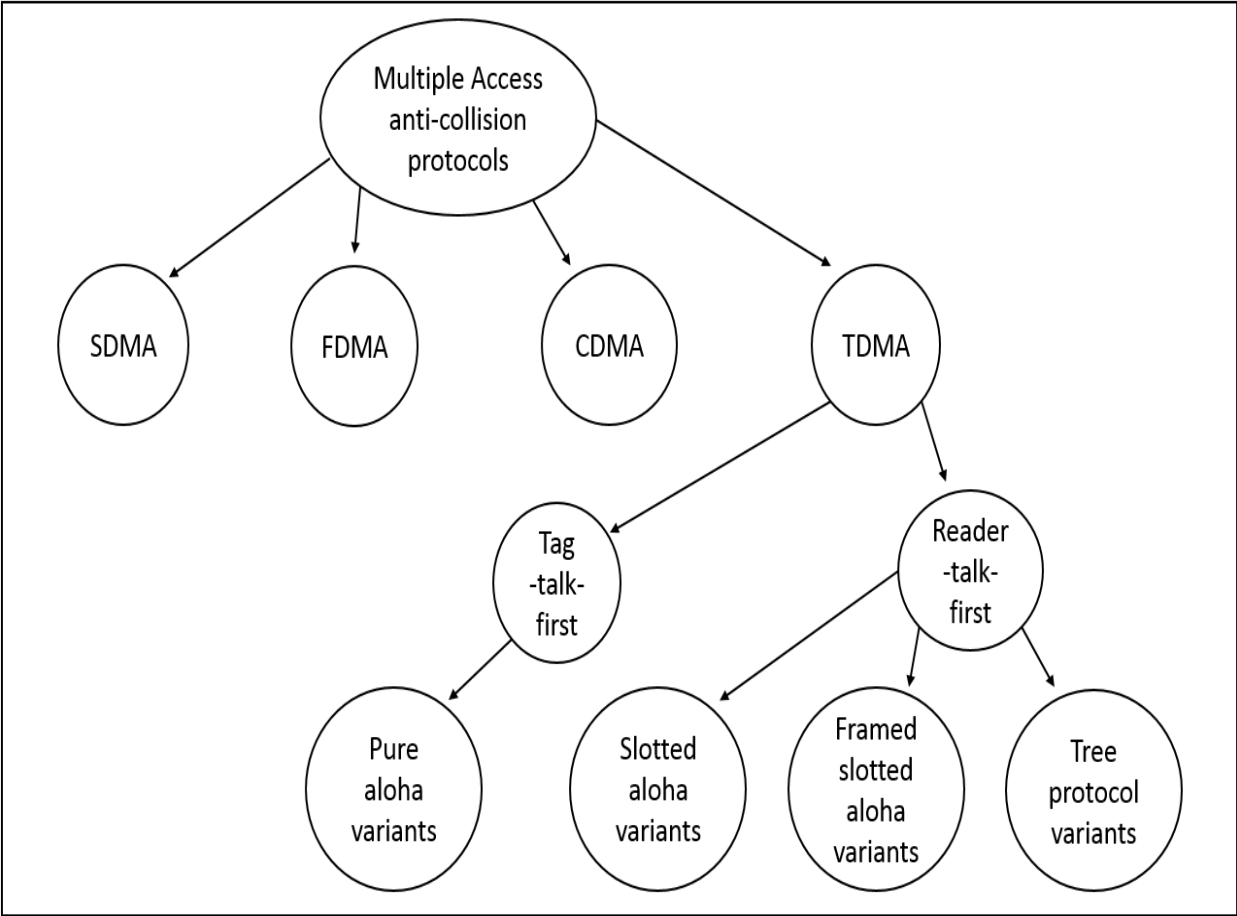 Multiple Access
anti-collision
protocols
SDMA
FDMA
CDMA
TDMA
Tag
-talk-
first
Reader
-talk-
first
Pure
aloha
variants
Slotted
aloha
variants
Framed
slotted
aloha
variants
Tree
protocol
variants